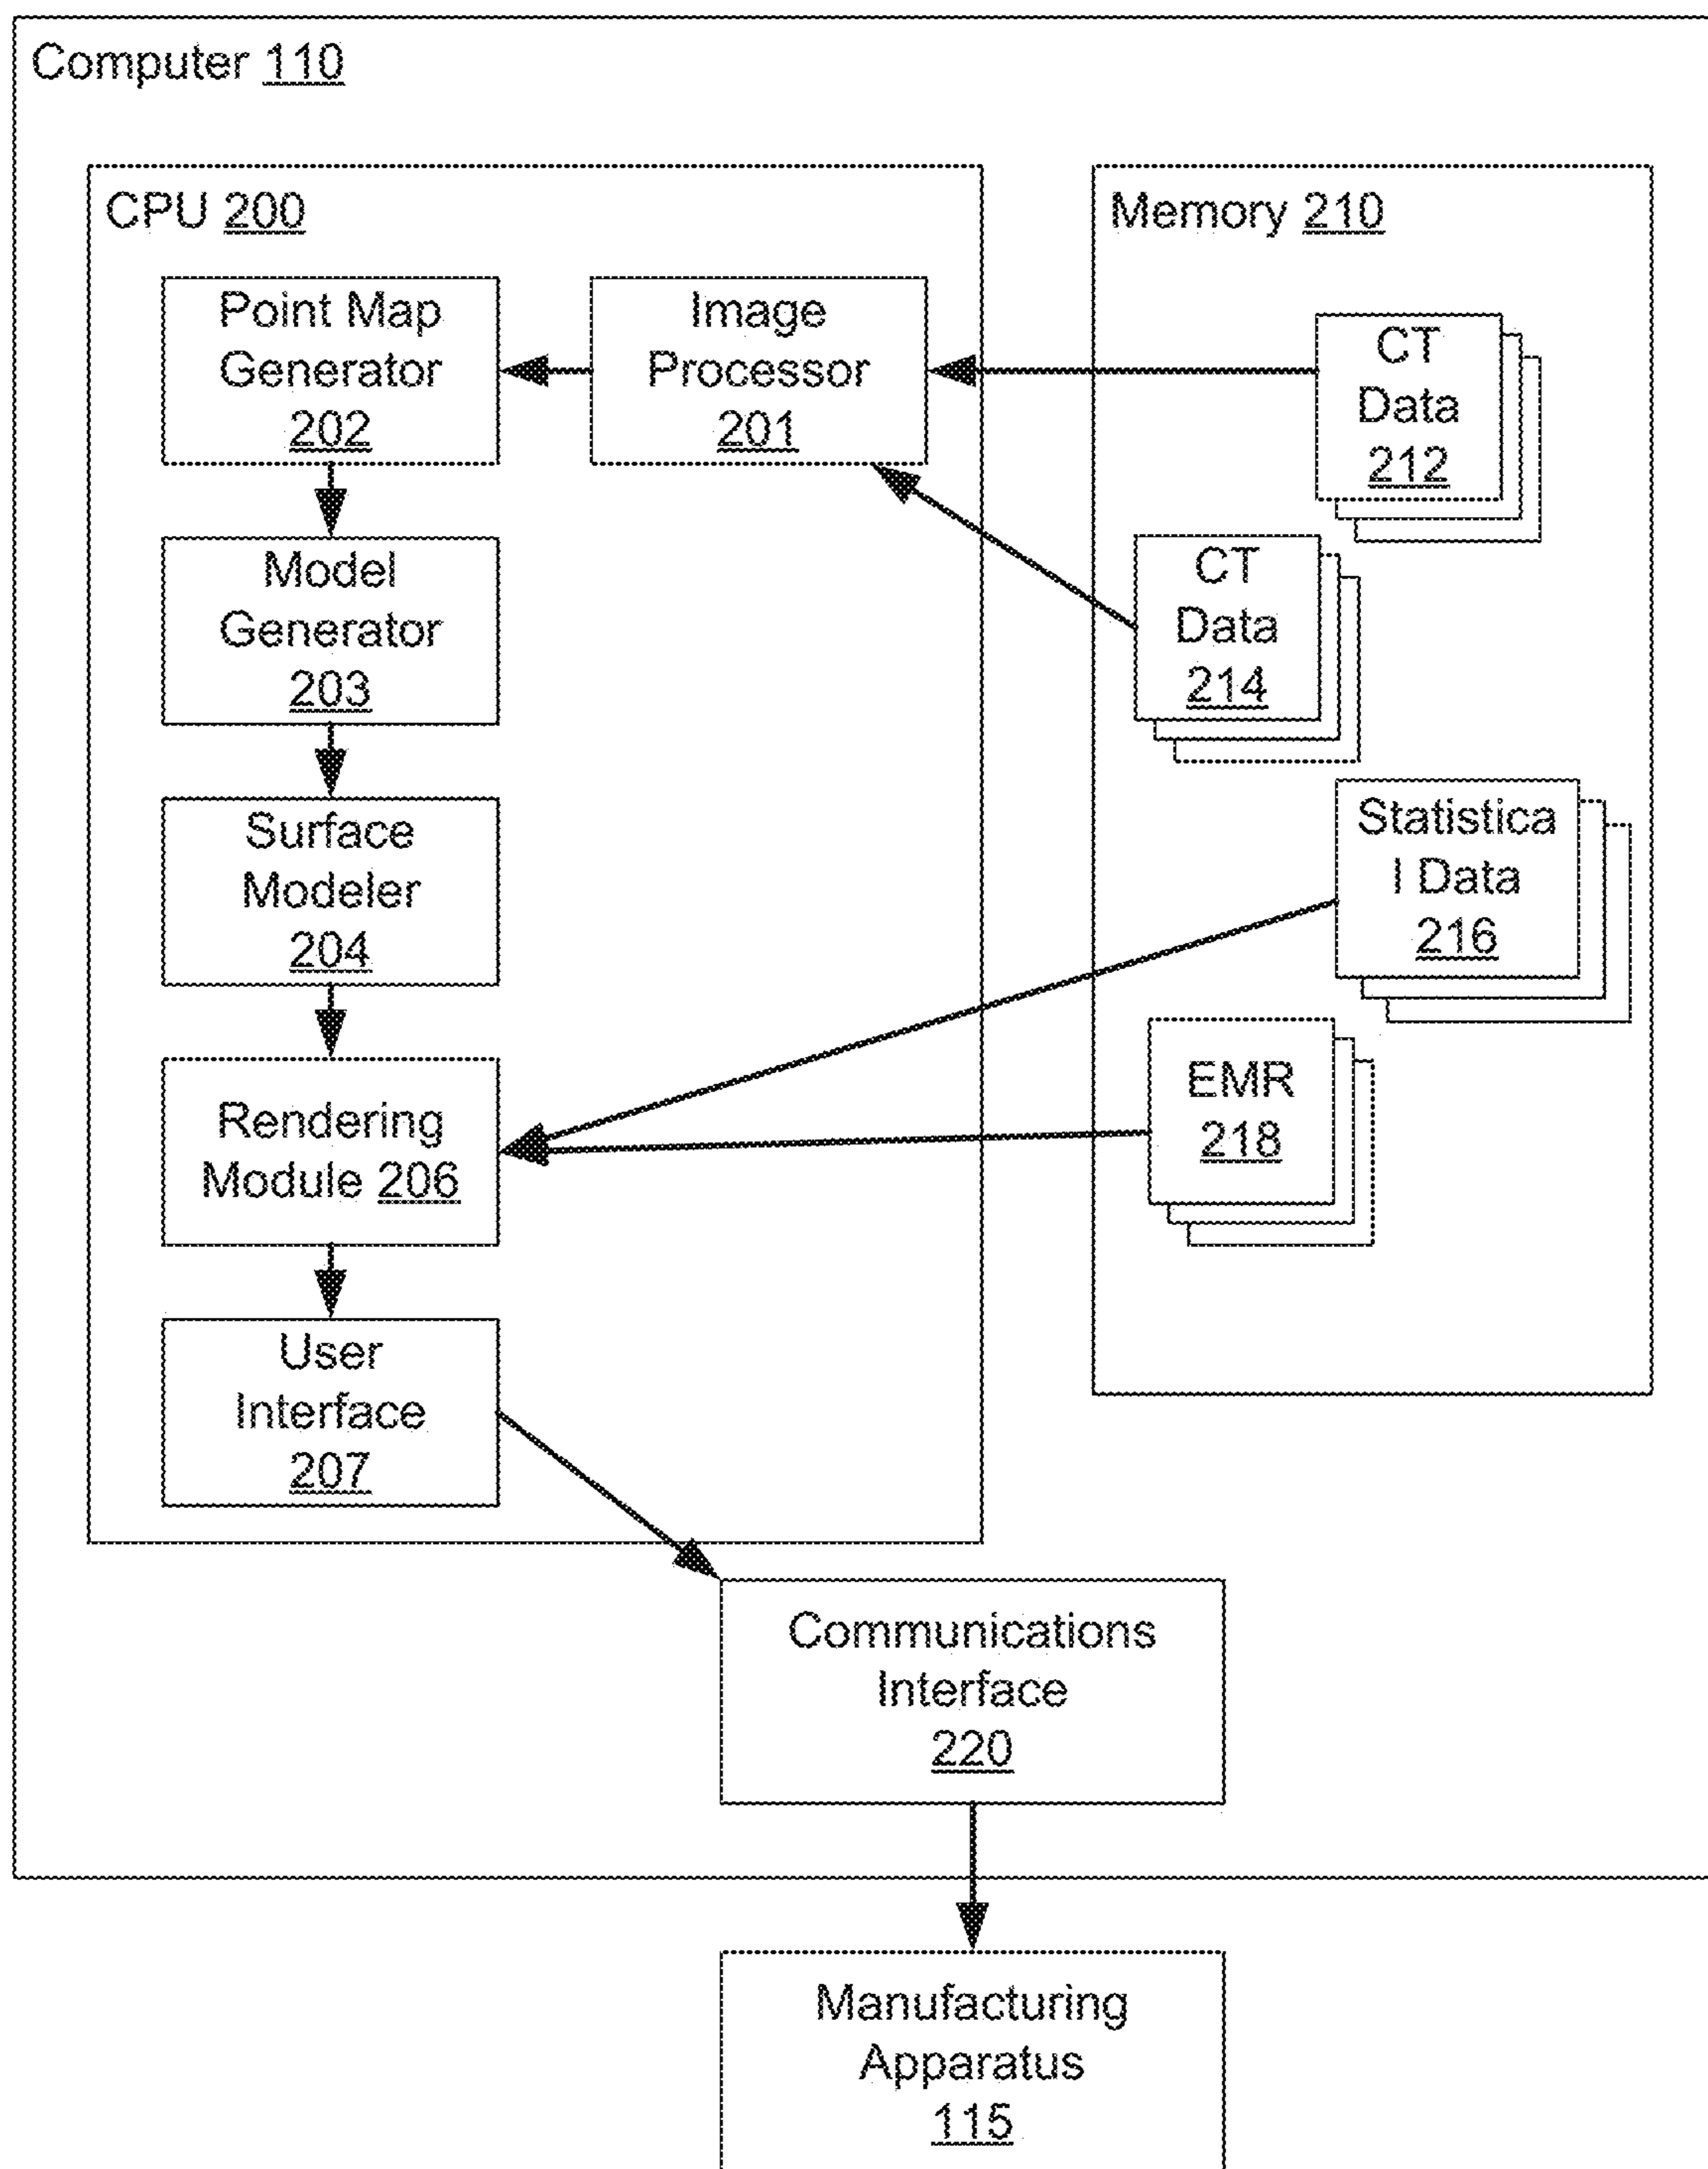 Computer 110
CPU 200
Memory 210
Point Map
Generator
202
Image
Processor
201
CT
Data
212
CT
Data
214
Model
Generator
203
Surface
Modeler
204
Statistica
l Data
216
EMR
218
Rendering
Module 206
User
Interface
207
Communications
Interface
220
Manufacturing
Apparatus
115